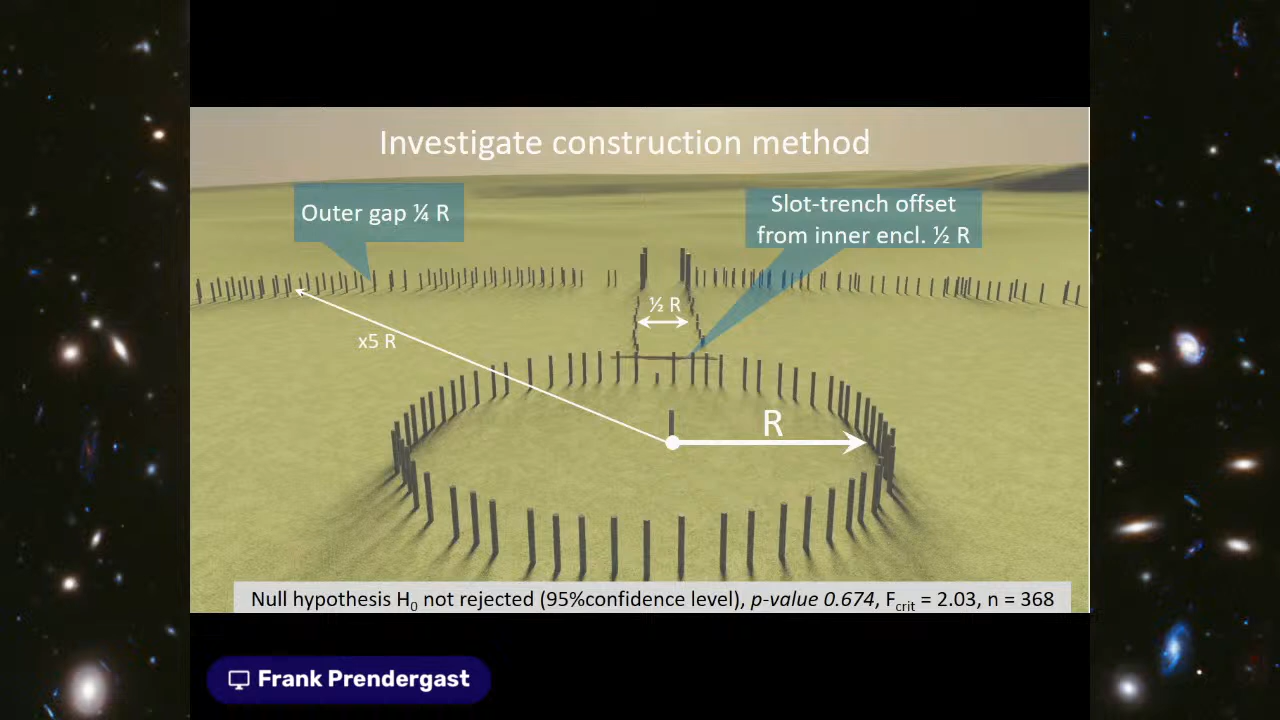 Investigate construction method
Outer gap ¼ R
Slot-trench offset
from inner encl. ½ R
½ R
x5 R
R
Null hypothesis H₀ not rejected (95%confidence level), p-value 0.674, Fcrit = 2.03, n = 368
Frank Prendergast